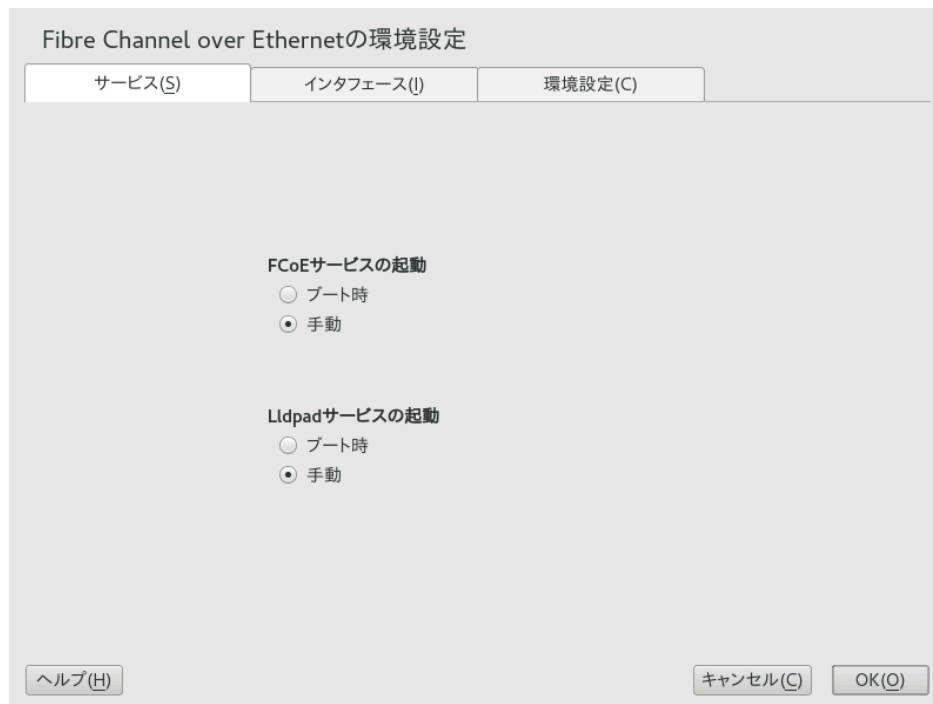 Fibre Channel over Ethernetの環境設定
サービス(S) インタフェース(I) 環境設定(C)
FCoEサービスの起動
ブート時
手動
Lldpadサービスの起動
ブート時
手動
ヘルプ(H) キャンセル(C) OK(O)